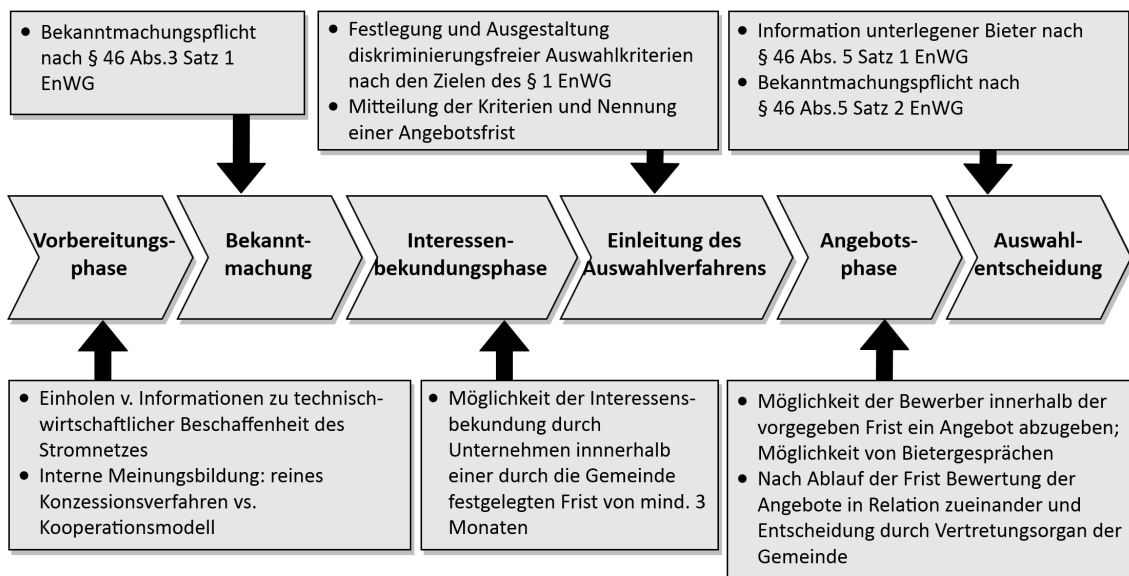 • Bekanntmachungspflicht
nach § 46 Abs.3 Satz 1
EnWG
• Festlegung und Ausgestaltung
diskriminierungsfreier Auswahlkriterien
nach den Zielen des § 1 EnWG
• Mitteilung der Kriterien und Nennung
einer Angebotsfrist
• Information unterlegener Bieter nach
§ 46 Abs. 5 Satz 1 EnWG
• Bekanntmachungspflicht nach
§ 46 Abs.5 Satz 2 EnWG
Vorbereitungs-
phase
Bekannt-
machung
Interessen-
bekundungsphase
Einleitung des
Auswahlverfahrens
Angebots-
phase
Auswahl-
entscheidung
• Einholen v. Informationen zu technisch-
wirtschaftlicher Beschaffenheit des
Stromnetzes
• Interne Meinungsbildung: reines
Konzessionsverfahren vs.
Kooperationsmodell
• Möglichkeit der Interessens-
bekundung durch
Unternehmen innnerhalb
einer durch die Gemeinde
festgelegten Frist von mind. 3
Monaten
• Möglichkeit der Bewerber innerhalb der
vorgegeben Frist ein Angebot abzugeben;
Möglichkeit von Bietergesprächen
• Nach Ablauf der Frist Bewertung der
Angebote in Relation zueinander und
Entscheidung durch Vertretungsorgan der
Gemeinde